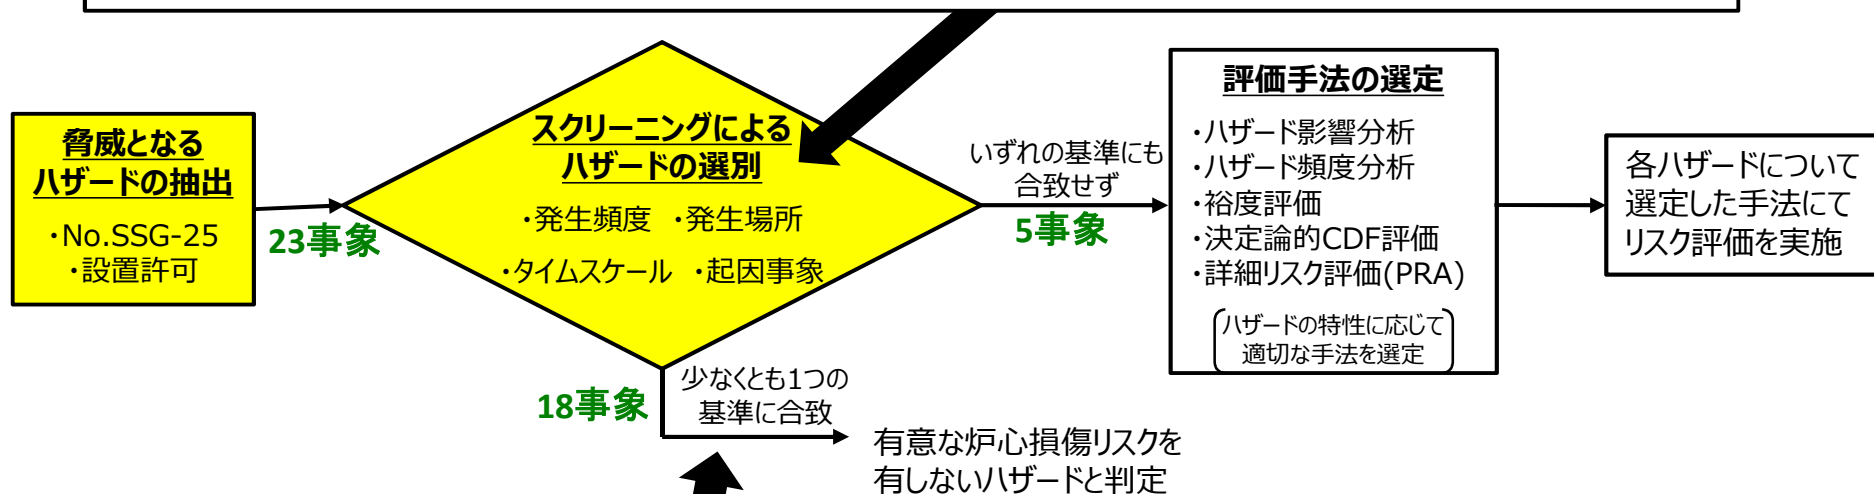 脅威となる
ハザードの抽出
・No.SSG-25
・設置許可
23事象
スクリーニングによる
ハザードの選別
・発生頻度 ・発生場所
・タイムスケール ・起因事象
いずれの基準にも
合致せず
5事象
評価手法の選定
・ハザード影響分析
・ハザード頻度分析
・裕度評価
・決定論的CDF評価
・詳細リスク評価(PRA)
ハザードの特性に応じて
適切な手法を選定
各ハザードについて
選定した手法にて
リスク評価を実施
18事象
少なくとも1つの
基準に合致
有意な炉心損傷リスクを
有しないハザードと判定